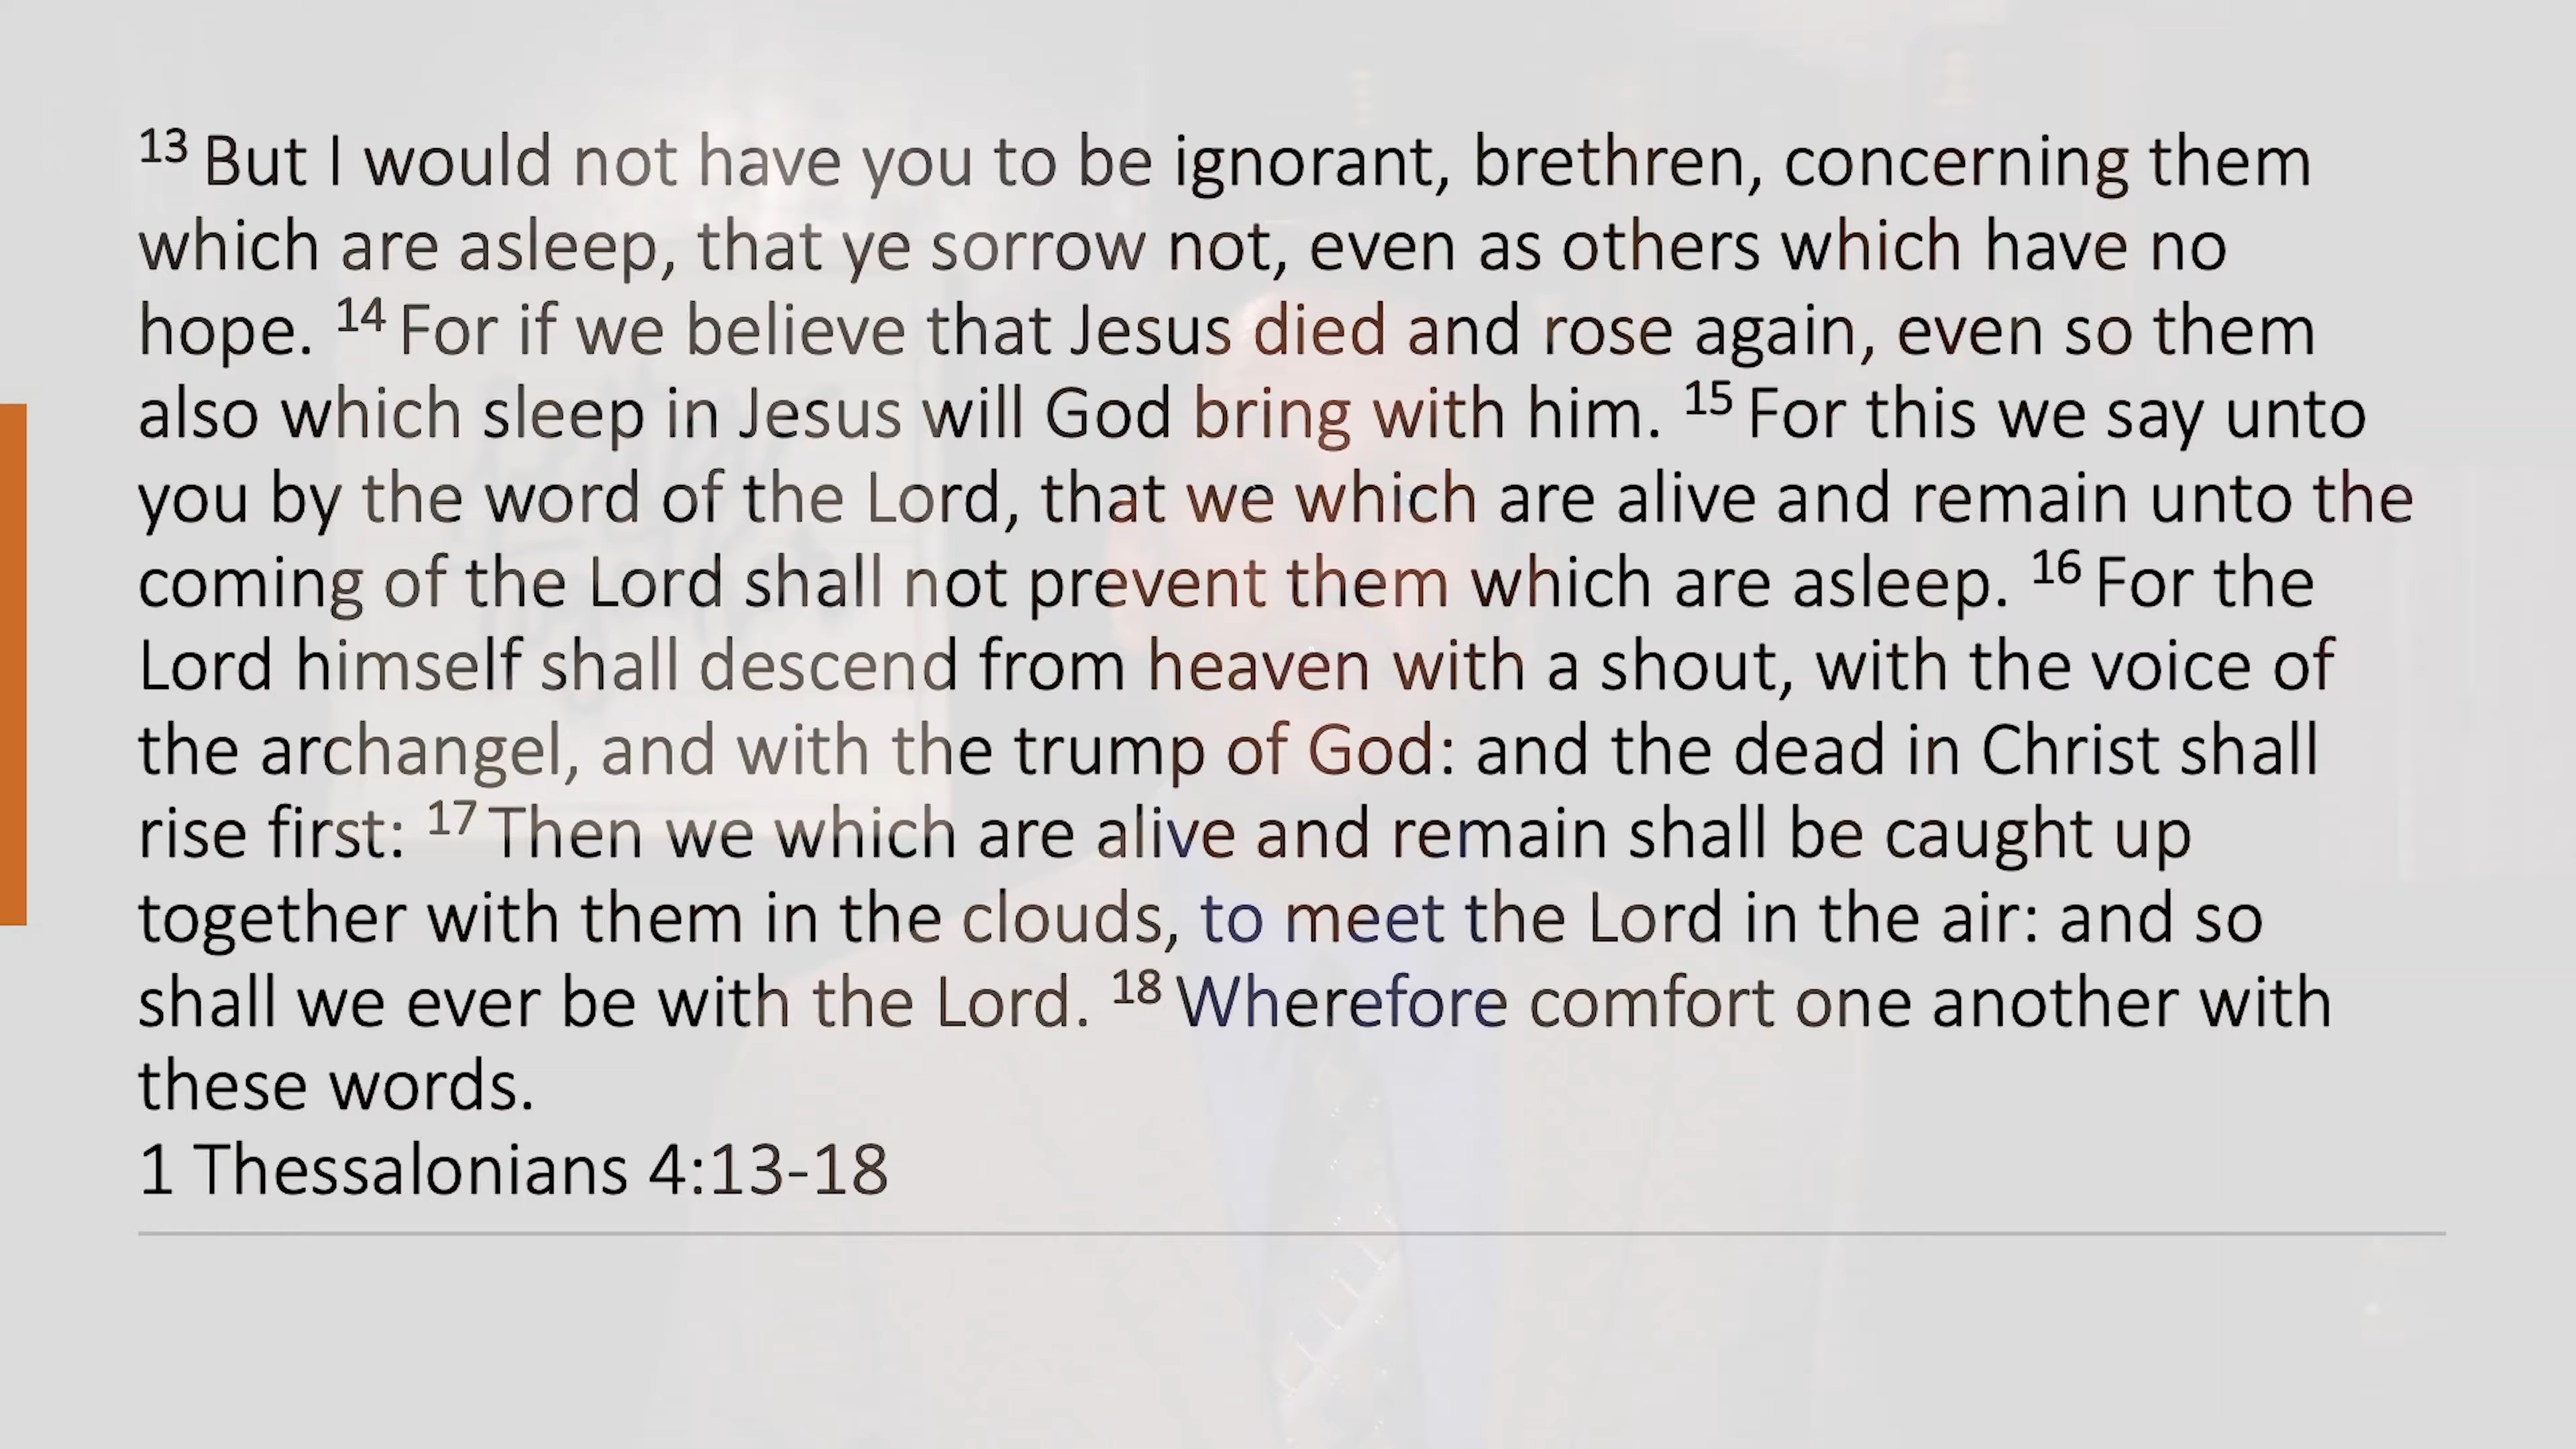 13 But I would not have you to be ignorant, brethren, concerning them
which are asleep, that ye sorrow not, even as others which have no
hope. 14 For if we believe that Jesus died and rose again, even so them
also which sleep in Jesus will God bring with him. 15 For this we say unto
you by the word of the Lord, that we which are alive and remain unto the
coming of the Lord shall not prevent them which are asleep. 16 For the
Lord himself shall descend from heaven with a shout, with the voice of
the archangel, and with the trump of God: and the dead in Christ shall
rise first: 17 Then we which are alive and remain shall be caught up
together with them in the clouds, to meet the Lord in the air: and so
shall we ever be with the Lord. 18 Wherefore comfort one another with
these words.
1 Thessalonians 4:13-18